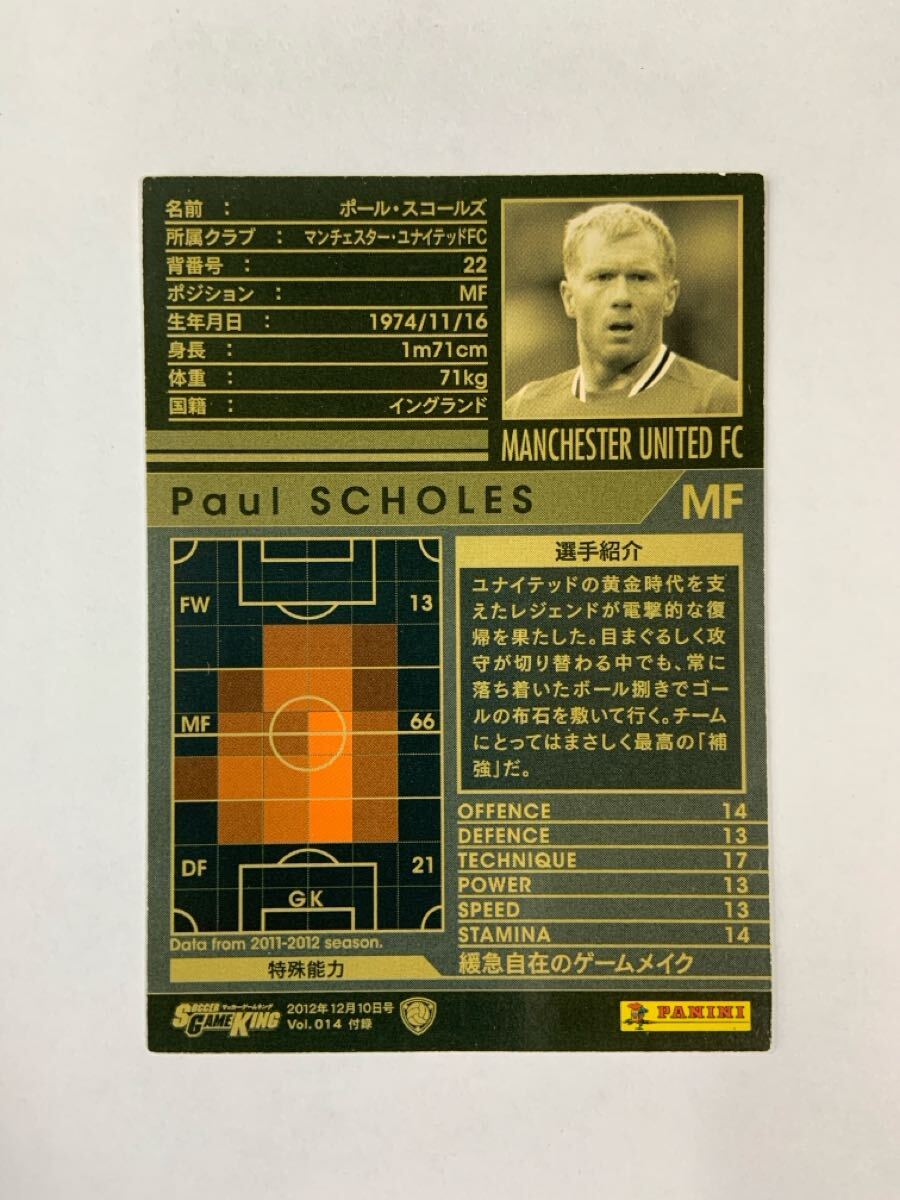 名前 : ポール・スコールズ
所属クラブ : マンチェスター・ユナイテッドFC
背番号 : 22
ポジション : MF
生年月日 : 1974/11/16
身長 : 1m71cm
体重 : 71kg
国籍 : イングランド
MANCHESTER UNITED FC
Paul SCHOLES MF
FW 13
MF 66
DF 21
GK
Data from 2011-2012 season.
特殊能力
選手紹介
ユナイテッドの黄金時代を支
えたレジェンドが電撃的な復
帰を果たした。目まぐるしく攻
守が切り替わる中でも、常に
落ち着いたボール捌きでゴー
ルの布石を敷いて行く。チーム
にとってはまさしく最高の「補
強」だ。
OFFENCE 14
DEFENCE 13
TECHNIQUE 17
POWER 13
SPEED 13
STAMINA 14
緩急自在のゲームメイク
サッカーゲームキング
SOCCER GAME KING
2012年12月10日号
Vol. 014 付録
PANINI